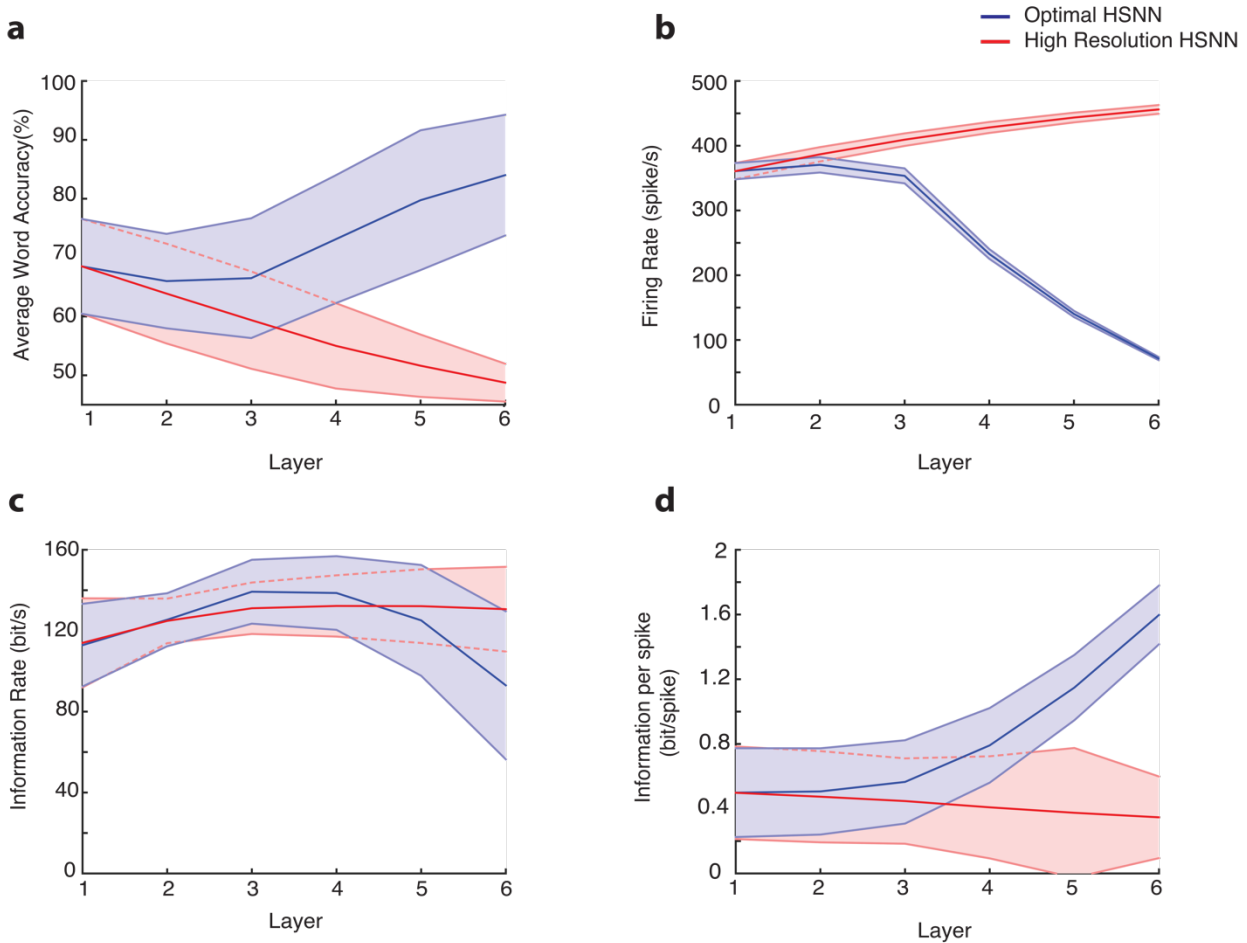 Optimal HSNN
High Resolution HSNN
a
100
90
80
70
60
50
Average Word Accuracy(%)
1 2 3 4 5 6
Layer
b
500
400
300
200
100
0
Firing Rate (spike/s)
1 2 3 4 5 6
Layer
c
160
120
80
40
0
Information Rate (bit/s)
1 2 3 4 5 6
Layer
d
2
1.6
1.2
0.8
0.4
0
Information per spike
(bit/spike)
1 2 3 4 5 6
Layer